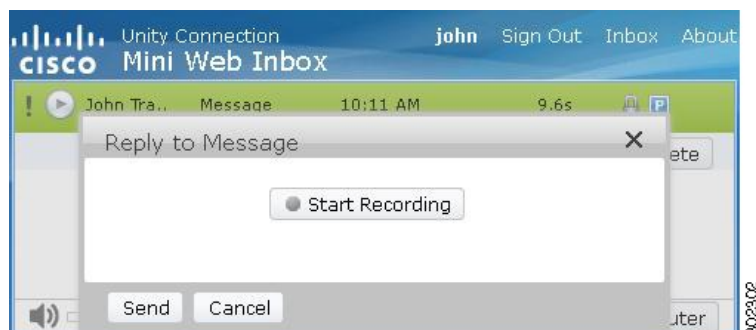 Unity Connection
CISCO Mini Web Inbox
john Sign Out Inbox About
! John Tra.. Message 10:11 AM 9.6s P
Reply to Message
ete
Start Recording
Send Cancel
uter